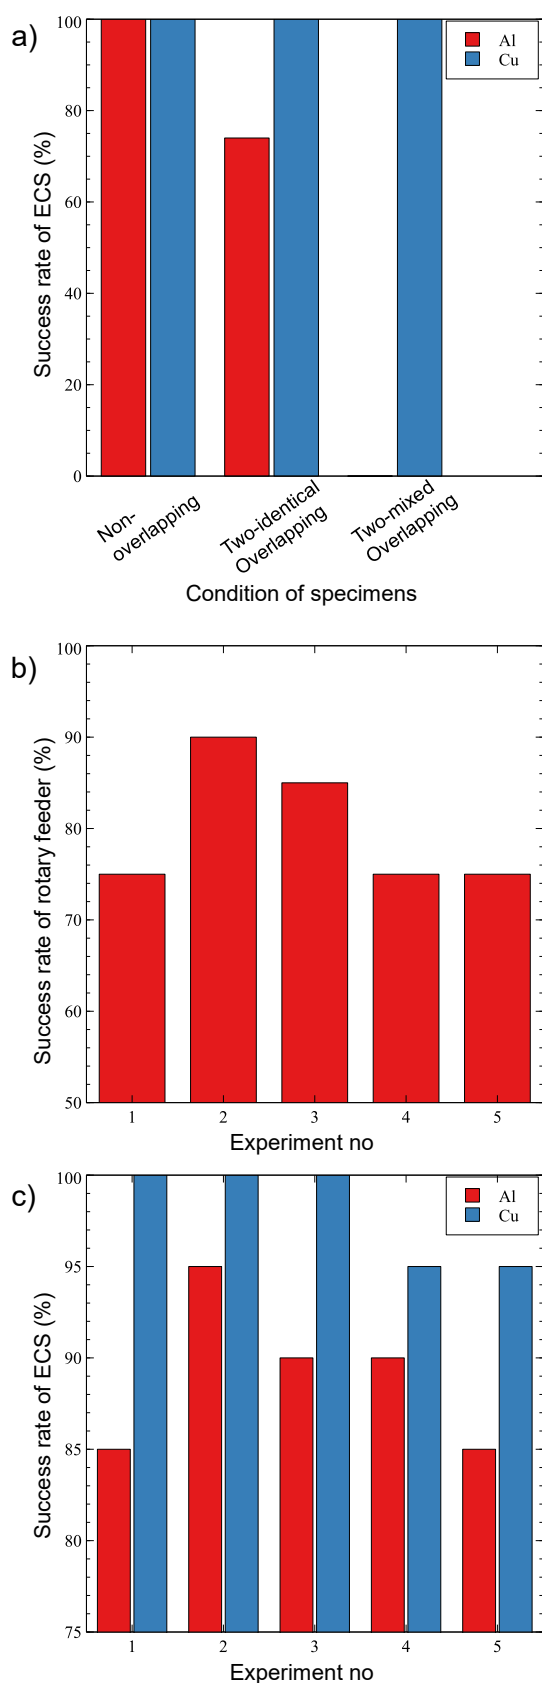 a)
Success rate of ECS (%)
100
80
60
40
20
0
Al
Cu
Non-
overlapping
Two-identical
Overlapping
Two-mixed
Overlapping
Condition of specimens
b)
Success rate of rotary feeder (%)
100
90
80
70
60
50
1 2 3 4 5
Experiment no
c)
Success rate of ECS (%)
100
95
90
85
80
75
Al
Cu
1 2 3 4 5
Experiment no